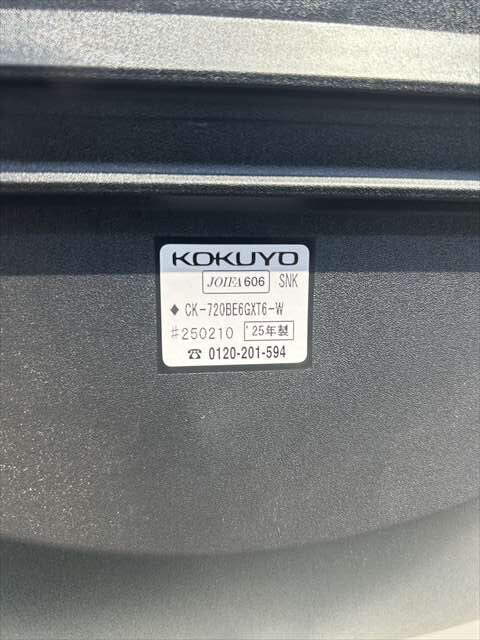 KOKUYO
JOIFA 606 SNK
◆ CK-720BE6GXT6-W
#250210 '25年製
☎ 0120-201-594